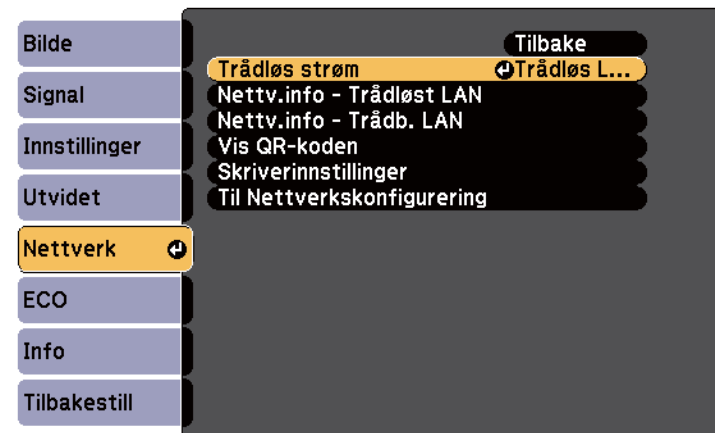 Bilde
Signal
Innstillinger
Utvidet
Nettverk
ECO
Info
Tilbakestill
Tilbake
Trådløs strøm Trådløs L...
Nettv.info - Trådløst LAN
Nettv.info - Trådb. LAN
Vis QR-koden
Skriverinnstillinger
Til Nettverkskonfigurering